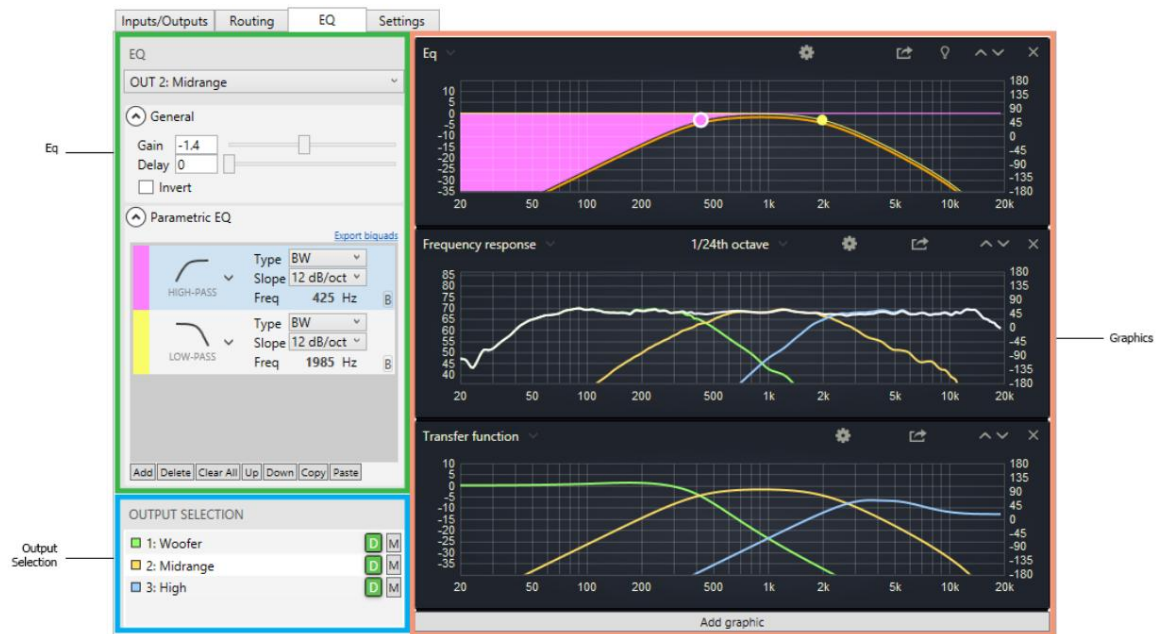 Inputs/Outputs Routing EQ Settings
EQ
OUT 2: Midrange
General
Gain -1.4
Delay 0
Invert
Parametric EQ
Export biquads
HIGH-PASS
Type BW
Slope 12 dB/oct
Freq 425 Hz B
LOW-PASS
Type BW
Slope 12 dB/oct
Freq 1985 Hz B
Add Delete Clear All Up Down Copy Paste
OUTPUT SELECTION
1: Woofer D M
2: Midrange D M
3: High D M
Eq
Output
Selection
Eq
10
5
0
-5
-10
-15
-20
-25
-30
-35
180
135
90
45
0
-45
-90
-135
-180
20 50 100 200 500 1k 2k 5k 10k 20k
Frequency response 1/24th octave
85
80
75
70
65
60
55
50
45
40
180
135
90
45
0
-45
-90
-135
-180
20 50 100 200 500 1k 2k 5k 10k 20k
Transfer function
10
5
0
-5
-10
-15
-20
-25
-30
-35
180
135
90
45
0
-45
-90
-135
-180
20 50 100 200 500 1k 2k 5k 10k 20k
Add graphic
Graphics